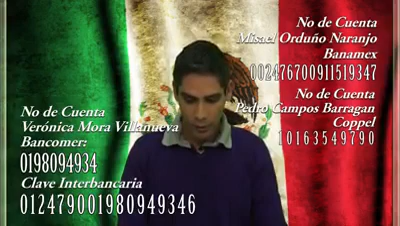 No de Cuenta
Misael Orduño Naranjo
Banamex
002476700911519347
No de Cuenta
Pedro Campos Barragan
Coppel
10163549790
No de Cuenta
Verónica Mora Villanueva
Bancomer:
0198094934
Clave Interbancaria
012479001980949346